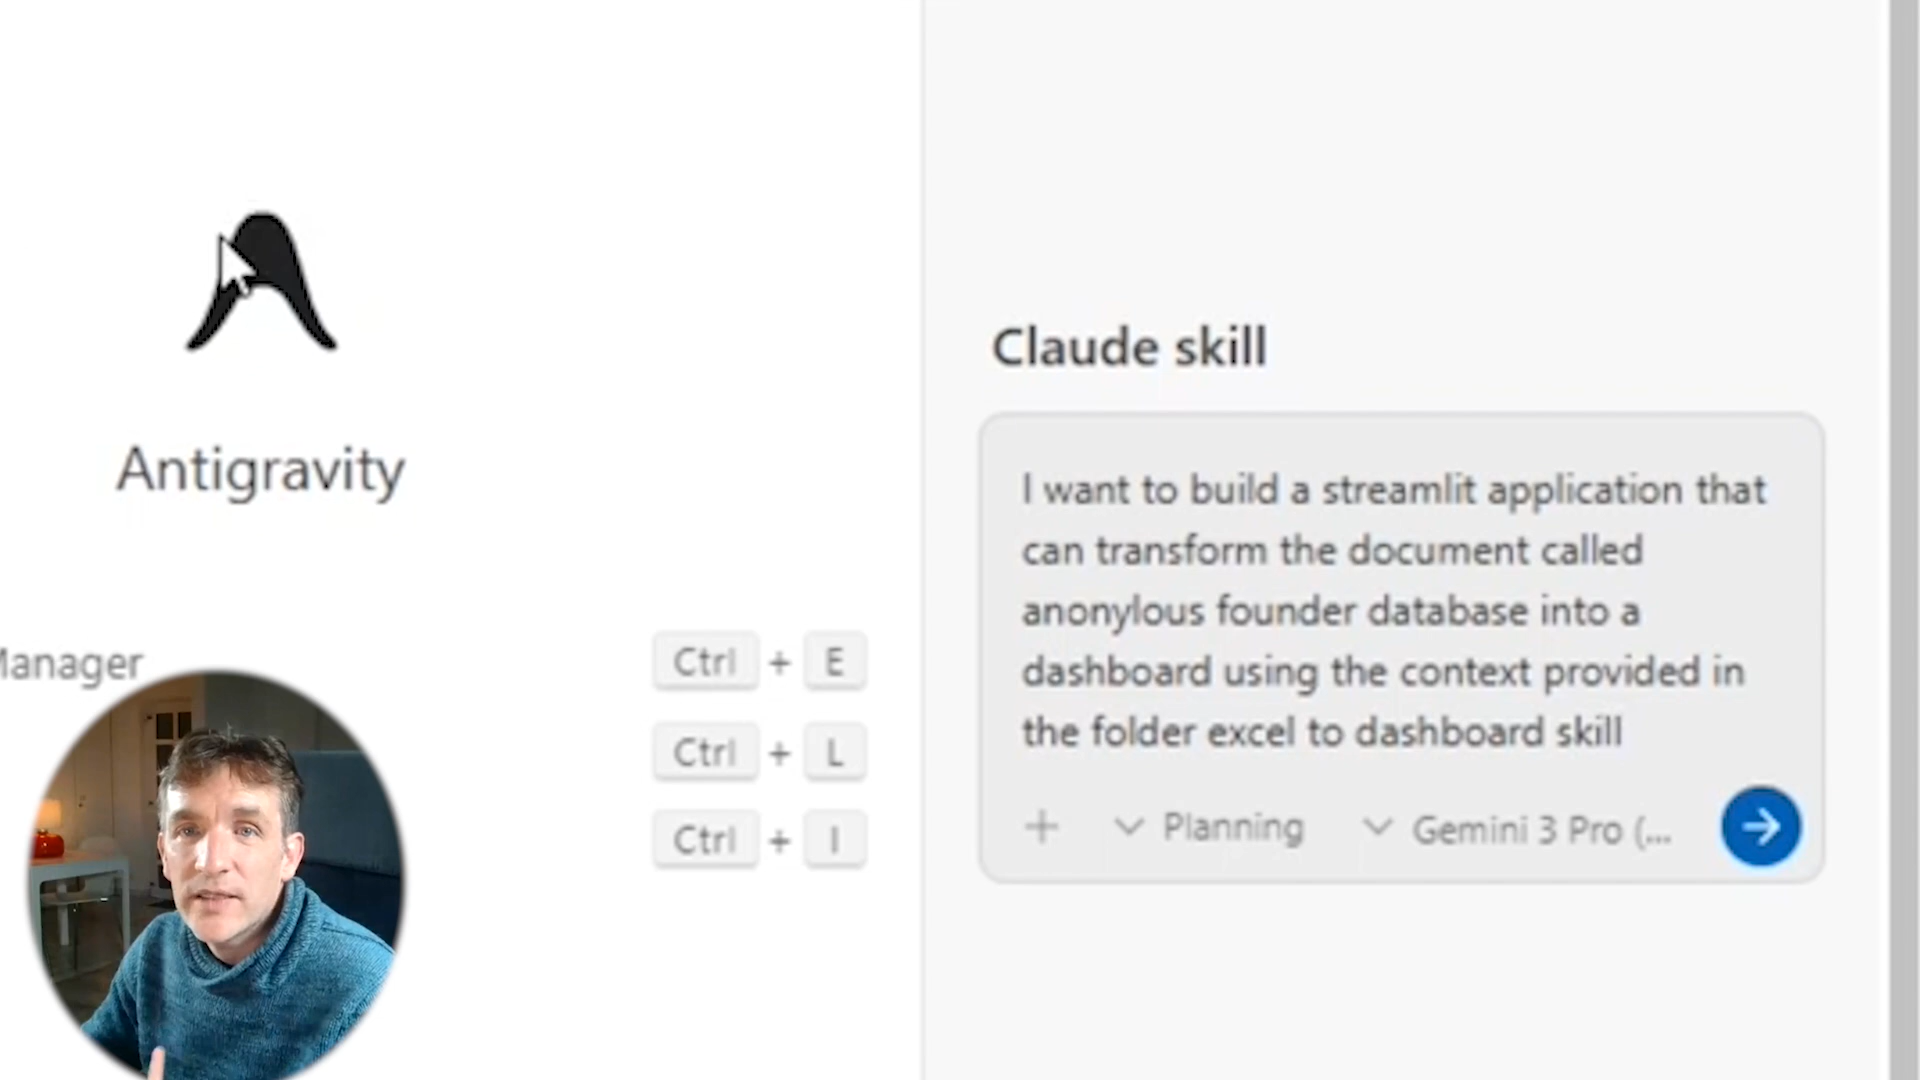 Antigravity
Manager
Ctrl + E
Ctrl + L
Ctrl + I
Claude skill
I want to build a streamlit application that
can transform the document called
anonylous founder database into a
dashboard using the context provided in
the folder excel to dashboard skill
+ Planning Gemini 3 Pro (...